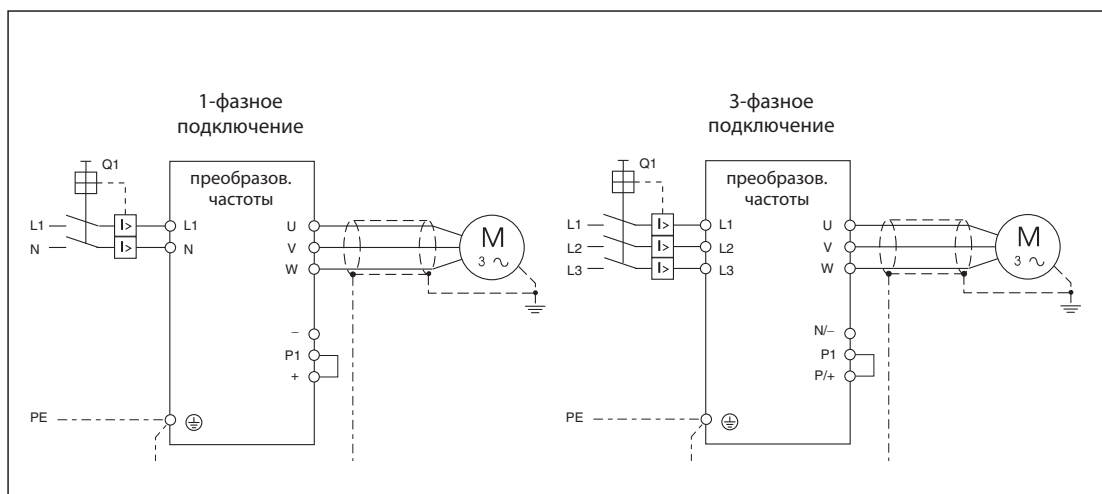 1-фазное
подключение
Q1
преобразов.
частоты
L1
L1
N
N
U
V
W
M
3 ∼
–
P1
+
PE
3-фазное
подключение
Q1
преобразов.
частоты
L1
L1
L2
L2
L3
L3
U
V
W
M
3 ∼
N/–
P1
P/+
PE
I>
I>
I>
I>
I>